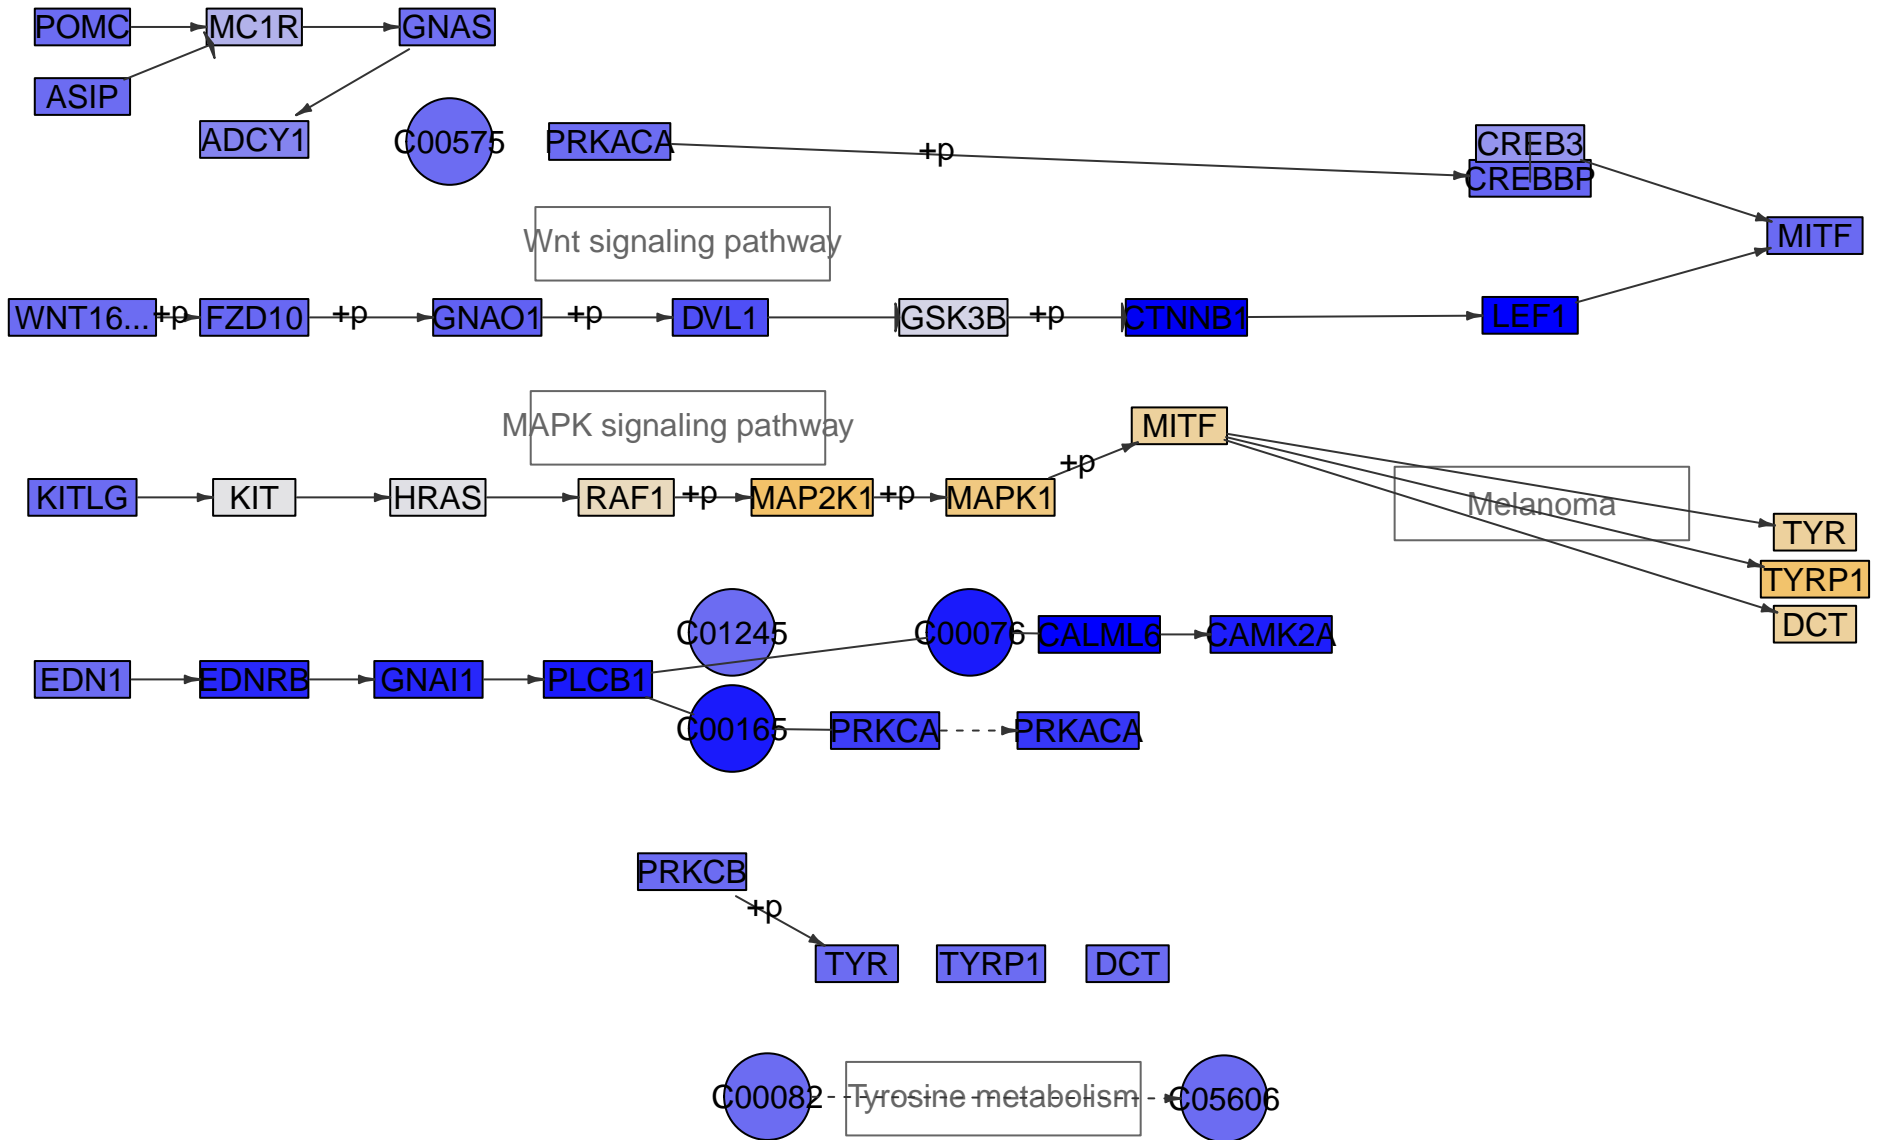 POMC MC1R GNAS
ASIP
ADCY1 C00575 PRKACA +p CREB3
CREBBP
Wnt signaling pathway MITF
WNT16... +p FZD10 +p GNAO1 +p DVL1 GSK3B +p CTNNB1 LEF1
MAPK signaling pathway MITF
+p
KITLG KIT HRAS RAF1 +p MAP2K1 +p MAPK1 Melanoma
TYR
TYRP1
DCT
C01245 C00076 CALML6 CAMK2A
EDN1 EDNRB GNAI1 PLCB1
C00165 PRKCA PRKACA
PRKCB
+p
TYR TYRP1 DCT
C00082 Tyrosine metabolism C05606